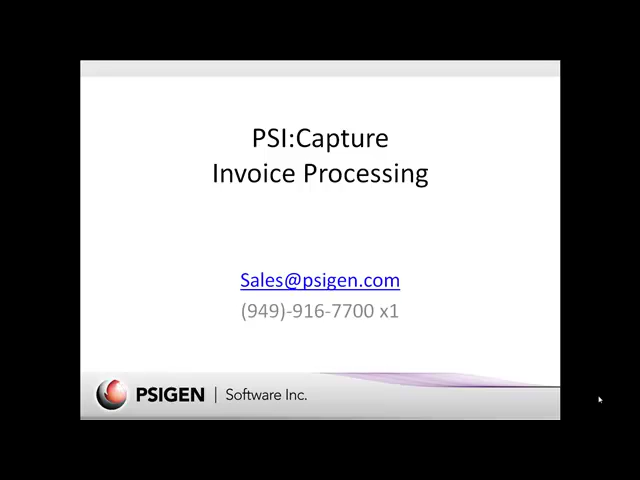 PSI:Capture
Invoice Processing
Sales@psigen.com
(949)-916-7700 x1
PSIGEN | Software Inc.